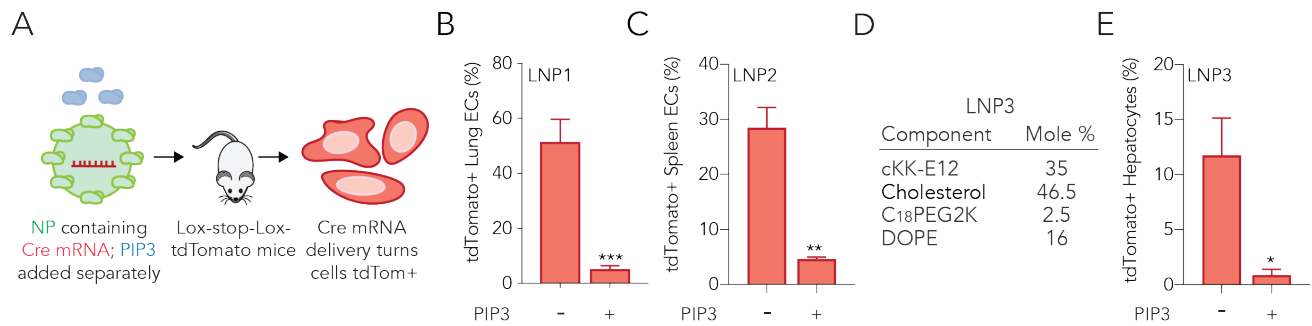 A
NP containing
Cre mRNA; PIP3
added separately
Lox-stop-Lox-
tdTomato mice
Cre mRNA
delivery turns
cells tdTom+
B
tdTomato+ Lung ECs (%)
80
60
40
20
0
LNP1
***
PIP3 - +
C
tdTomato+ Spleen ECs (%)
40
30
20
10
0
LNP2
**
PIP3 - +
D
LNP3
Component Mole %
cKK-E12 35
Cholesterol 46.5
C18PEG2K 2.5
DOPE 16
E
tdTomato+ Hepatocytes (%)
20
15
10
5
0
LNP3
*
PIP3 - +